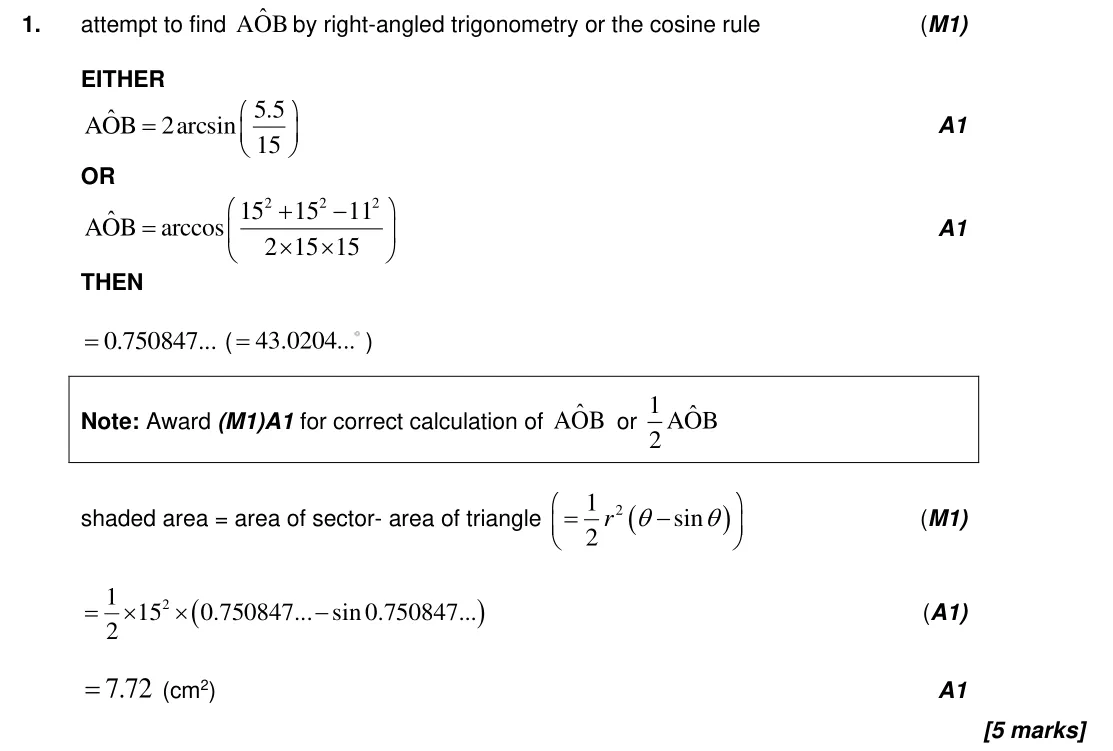 1. attempt to find AÔB by right-angled trigonometry or the cosine rule (M1)
EITHER
AÔB = 2arcsin(5.5/15) A1
OR
AÔB = arccos((15²+15²−11²)/(2×15×15)) A1
THEN
= 0.750847... (= 43.0204...°)
Note: Award (M1)A1 for correct calculation of AÔB or 1/2 AÔB
shaded area = area of sector- area of triangle (= 1/2 r²(θ − sin θ)) (M1)
= 1/2 ×15² ×(0.750847...− sin 0.750847...) (A1)
= 7.72 (cm²) A1
[5 marks]